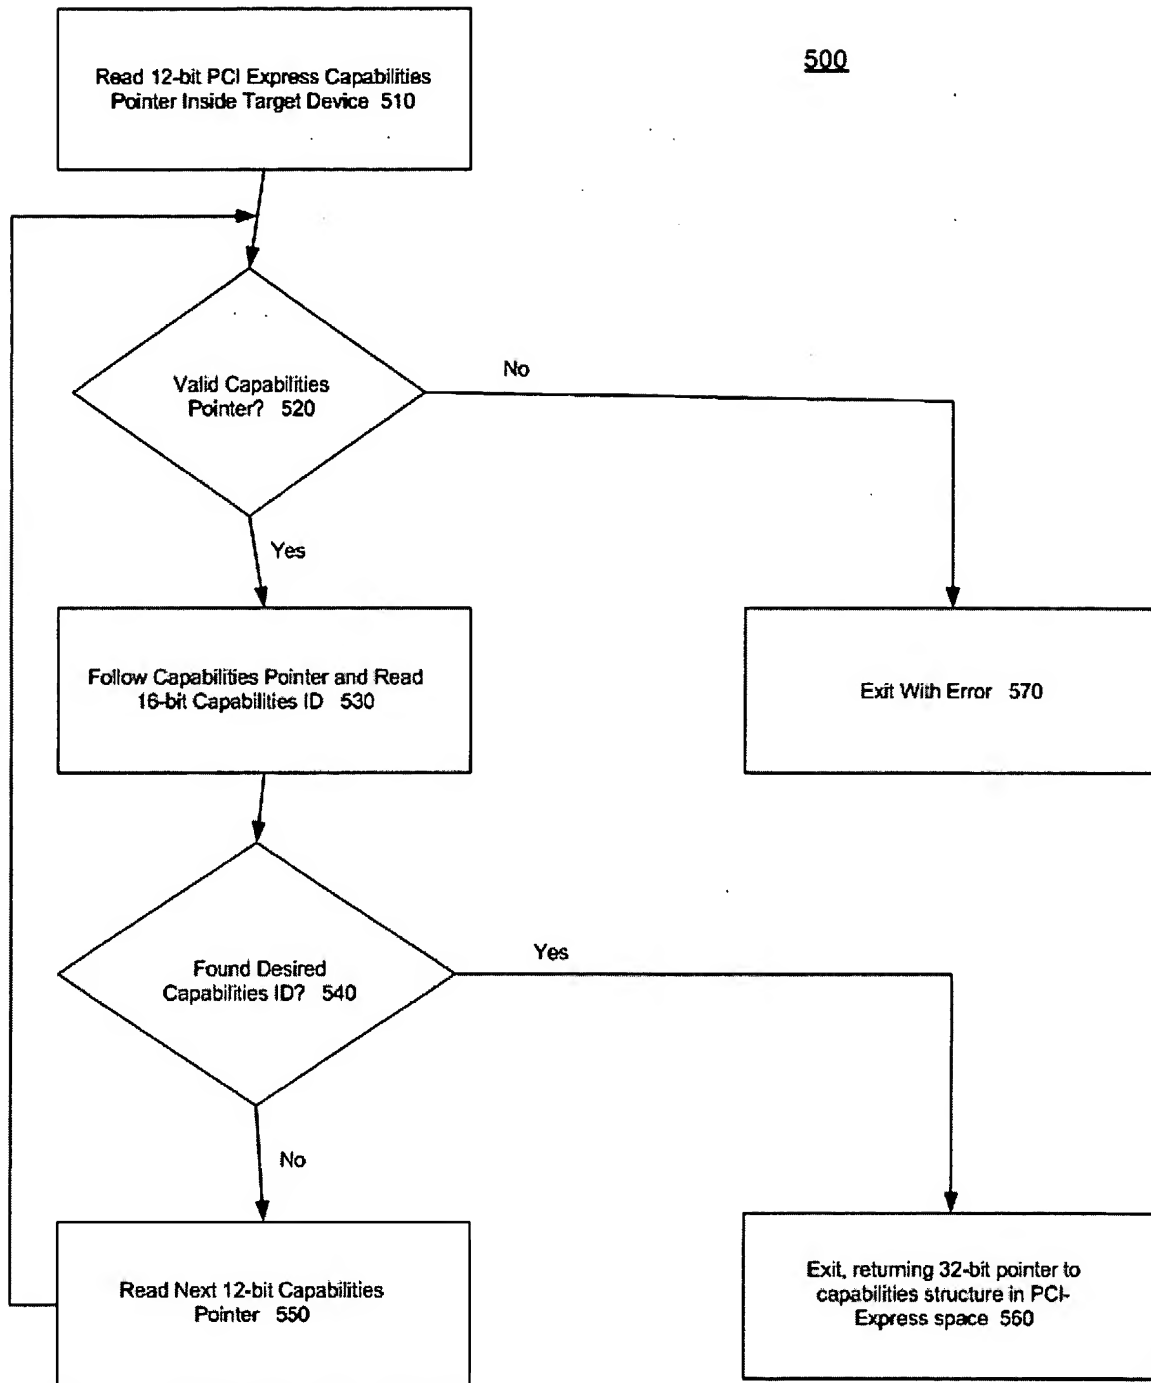 500
Read 12-bit PCI Express Capabilities
Pointer Inside Target Device 510
Valid Capabilities
Pointer? 520
No
Yes
Follow Capabilities Pointer and Read
16-bit Capabilities ID 530
Exit With Error 570
Found Desired
Capabilities ID? 540
Yes
No
Read Next 12-bit Capabilities
Pointer 550
Exit, returning 32-bit pointer to
capabilities structure in PCI-
Express space 560